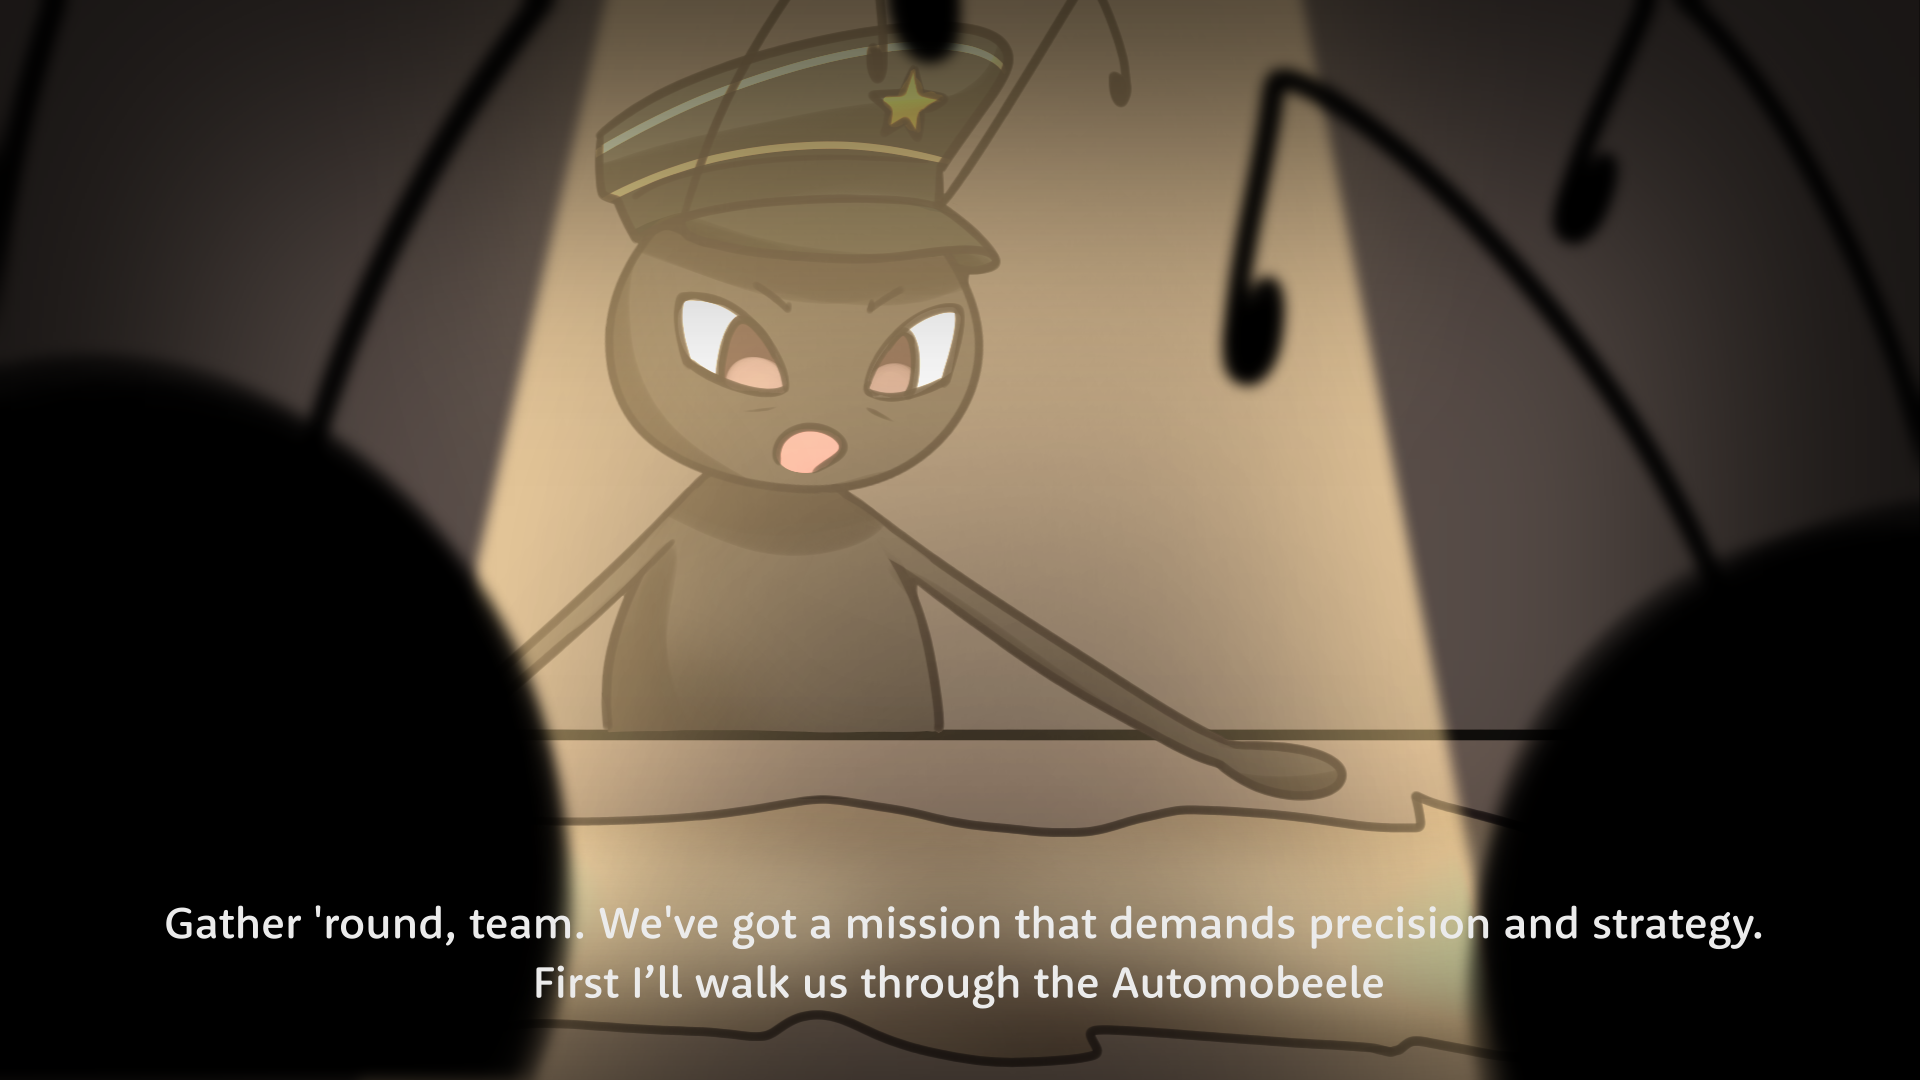 Gather 'round, team. We've got a mission that demands precision and strategy.
First I’ll walk us through the Automobeele